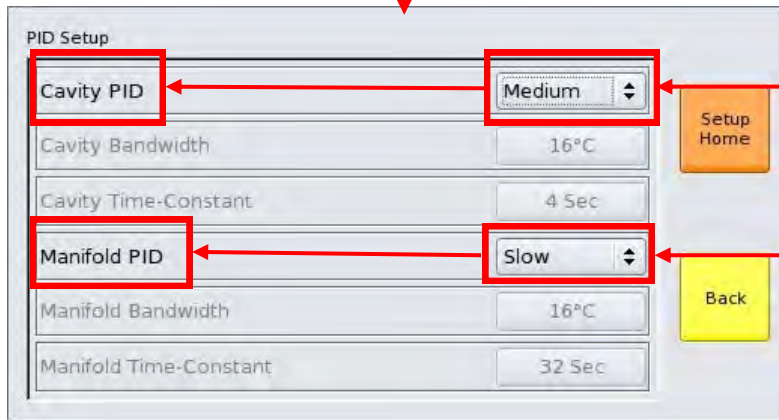 PID Setup
Cavity PID Medium
Cavity Bandwidth 16°C
Cavity Time-Constant 4 Sec
Manifold PID Slow
Manifold Bandwidth 16°C
Manifold Time-Constant 32 Sec
Setup
Home
Back